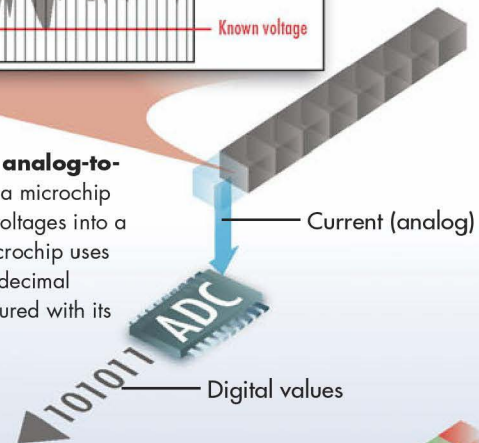 Known voltage
analog-to-
a microchip
oltages into a
crochip uses
decimal
ured with its
Current (analog)
ADC
101011
Digital values